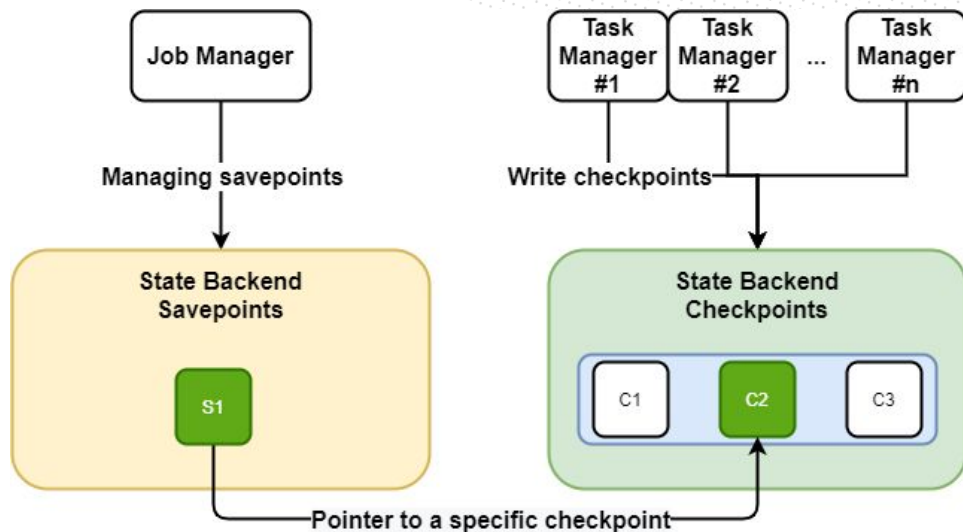 Job Manager
Task
Manager
#1
Task
Manager
#2
...
Task
Manager
#n
Managing savepoints
Write checkpoints
State Backend
Savepoints
S1
State Backend
Checkpoints
C1
C2
C3
Pointer to a specific checkpoint